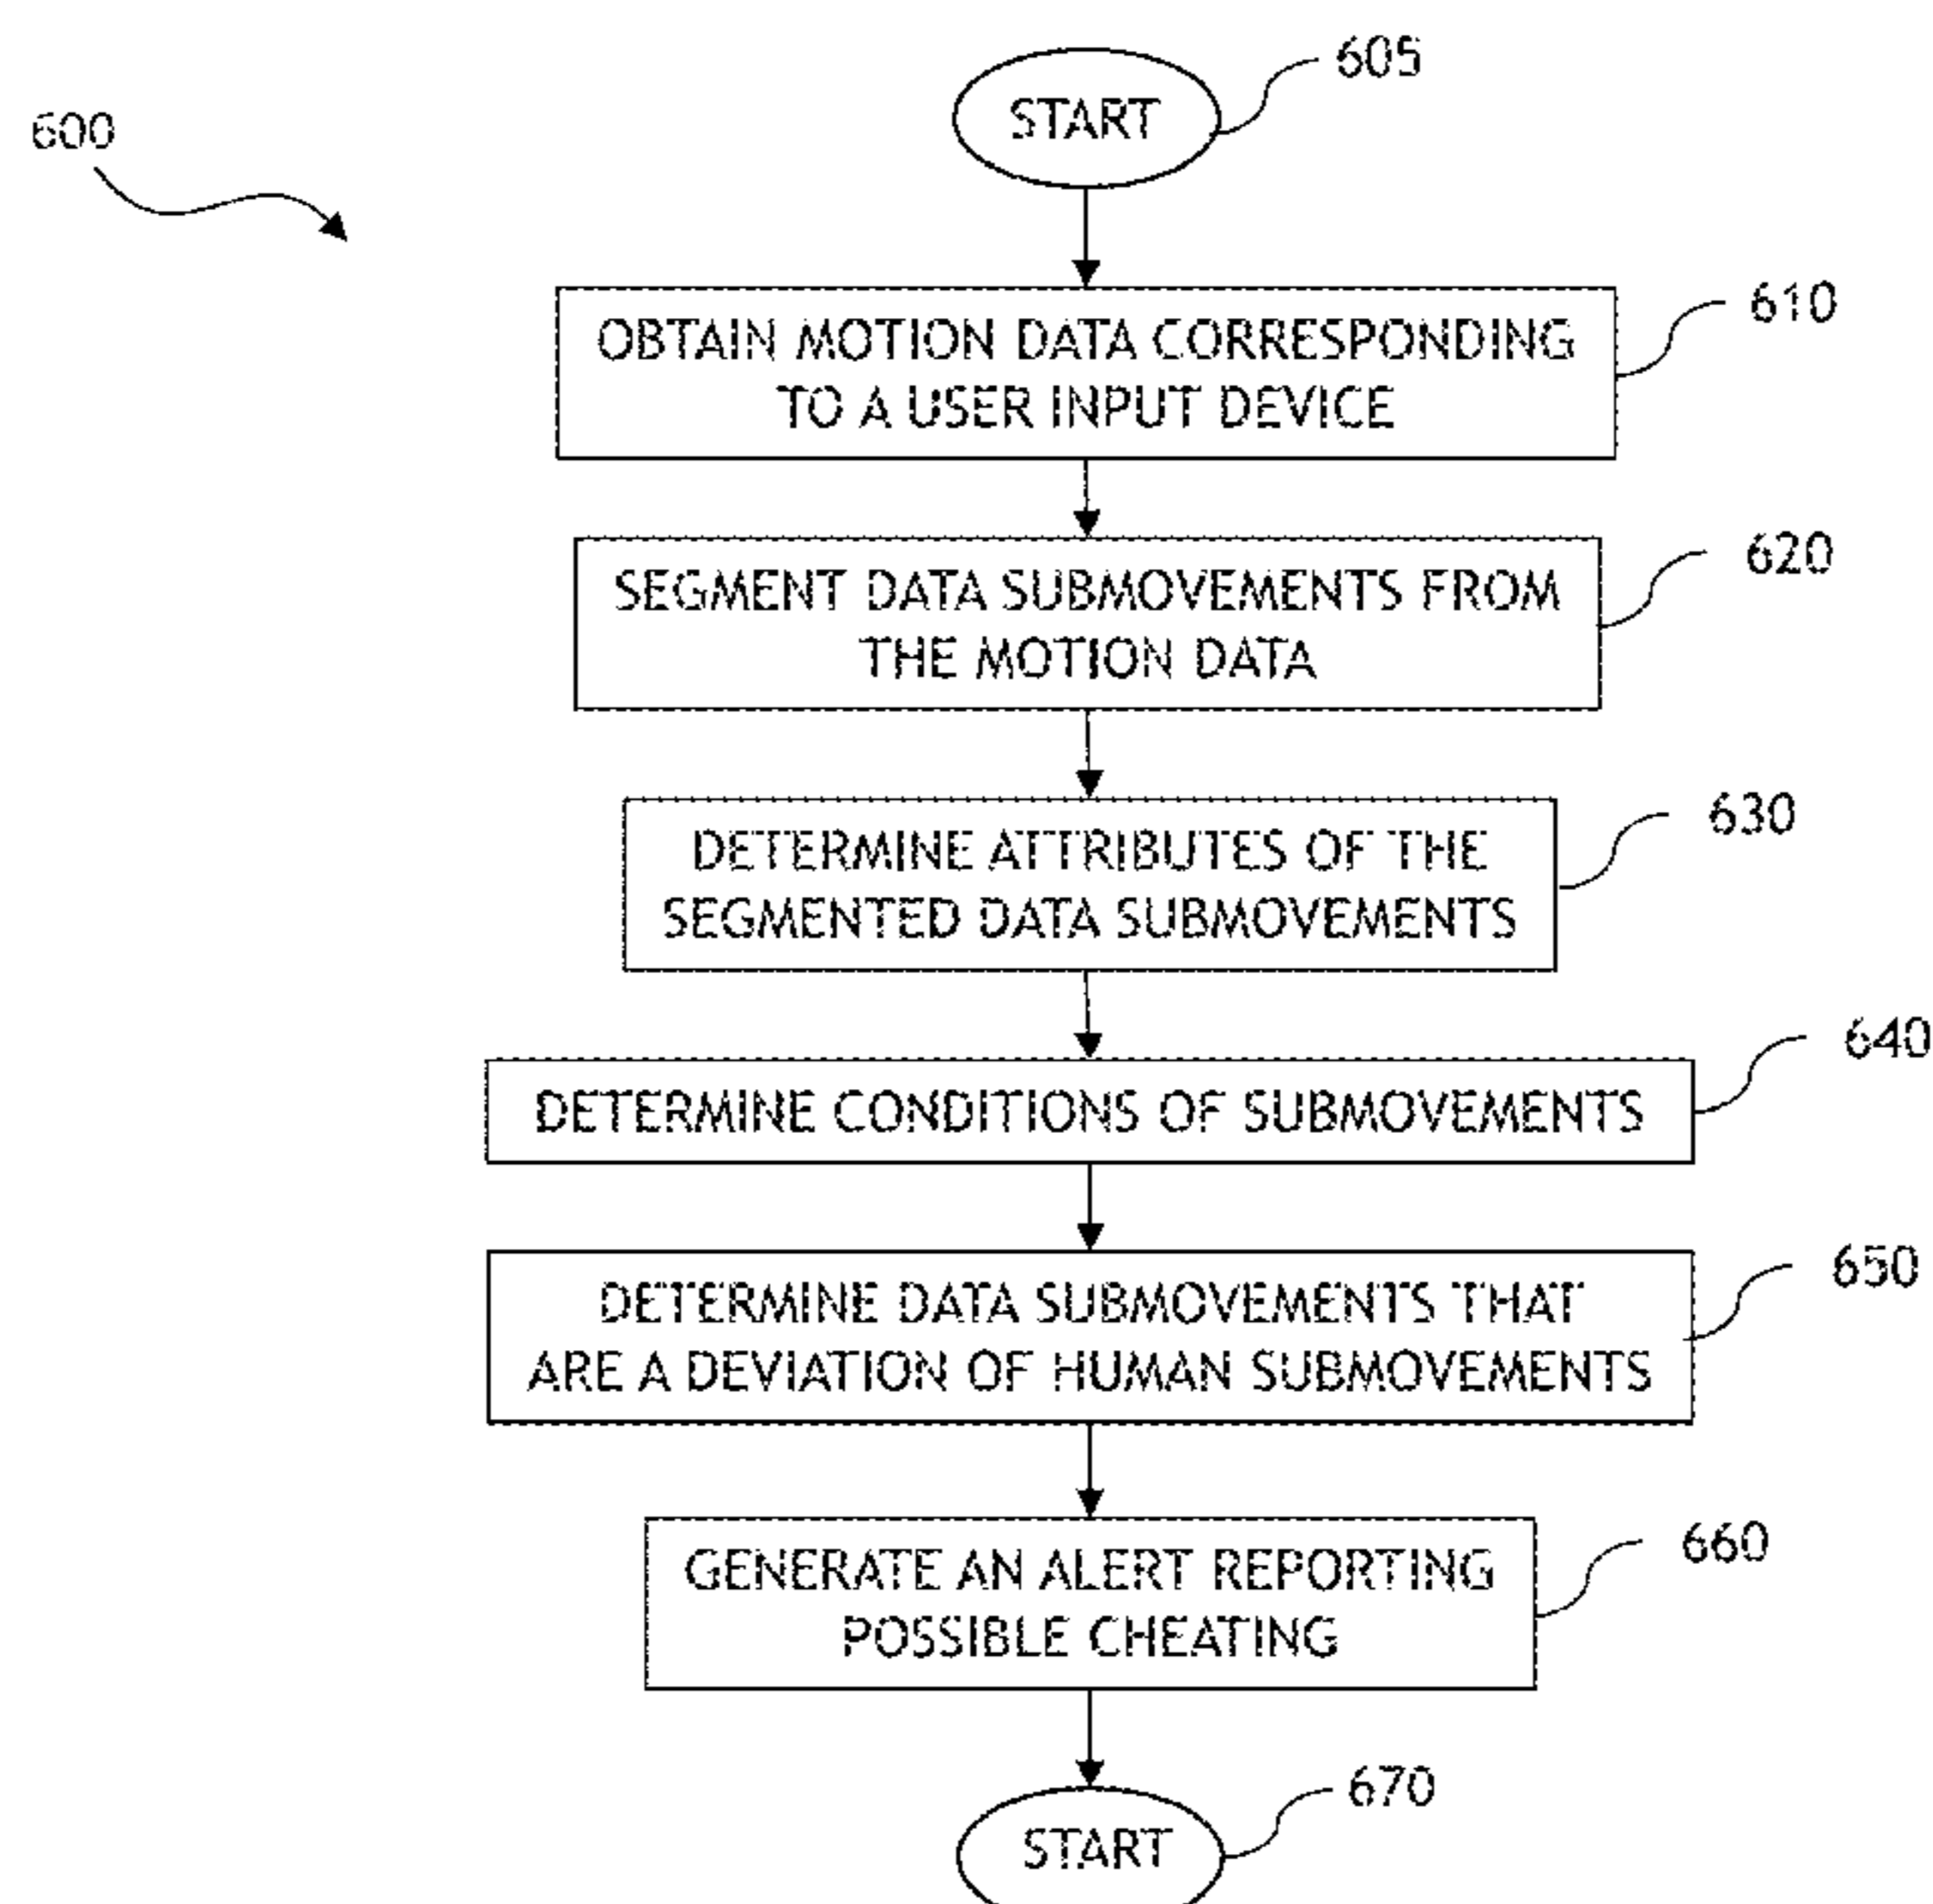 605
START
600
610
OBTAIN MOTION DATA CORRESPONDING
TO A USER INPUT DEVICE
620
SEGMENT DATA SUBMOVEMENTS FROM
THE MOTION DATA
630
DETERMINE ATTRIBUTES OF THE
SEGMENTED DATA SUBMOVEMENTS
640
DETERMINE CONDITIONS OF SUBMOVEMENTS
650
DETERMINE DATA SUBMOVEMENTS THAT
ARE A DEVIATION OF HUMAN SUBMOVEMENTS
660
GENERATE AN ALERT REPORTING
POSSIBLE CHEATING
670
START